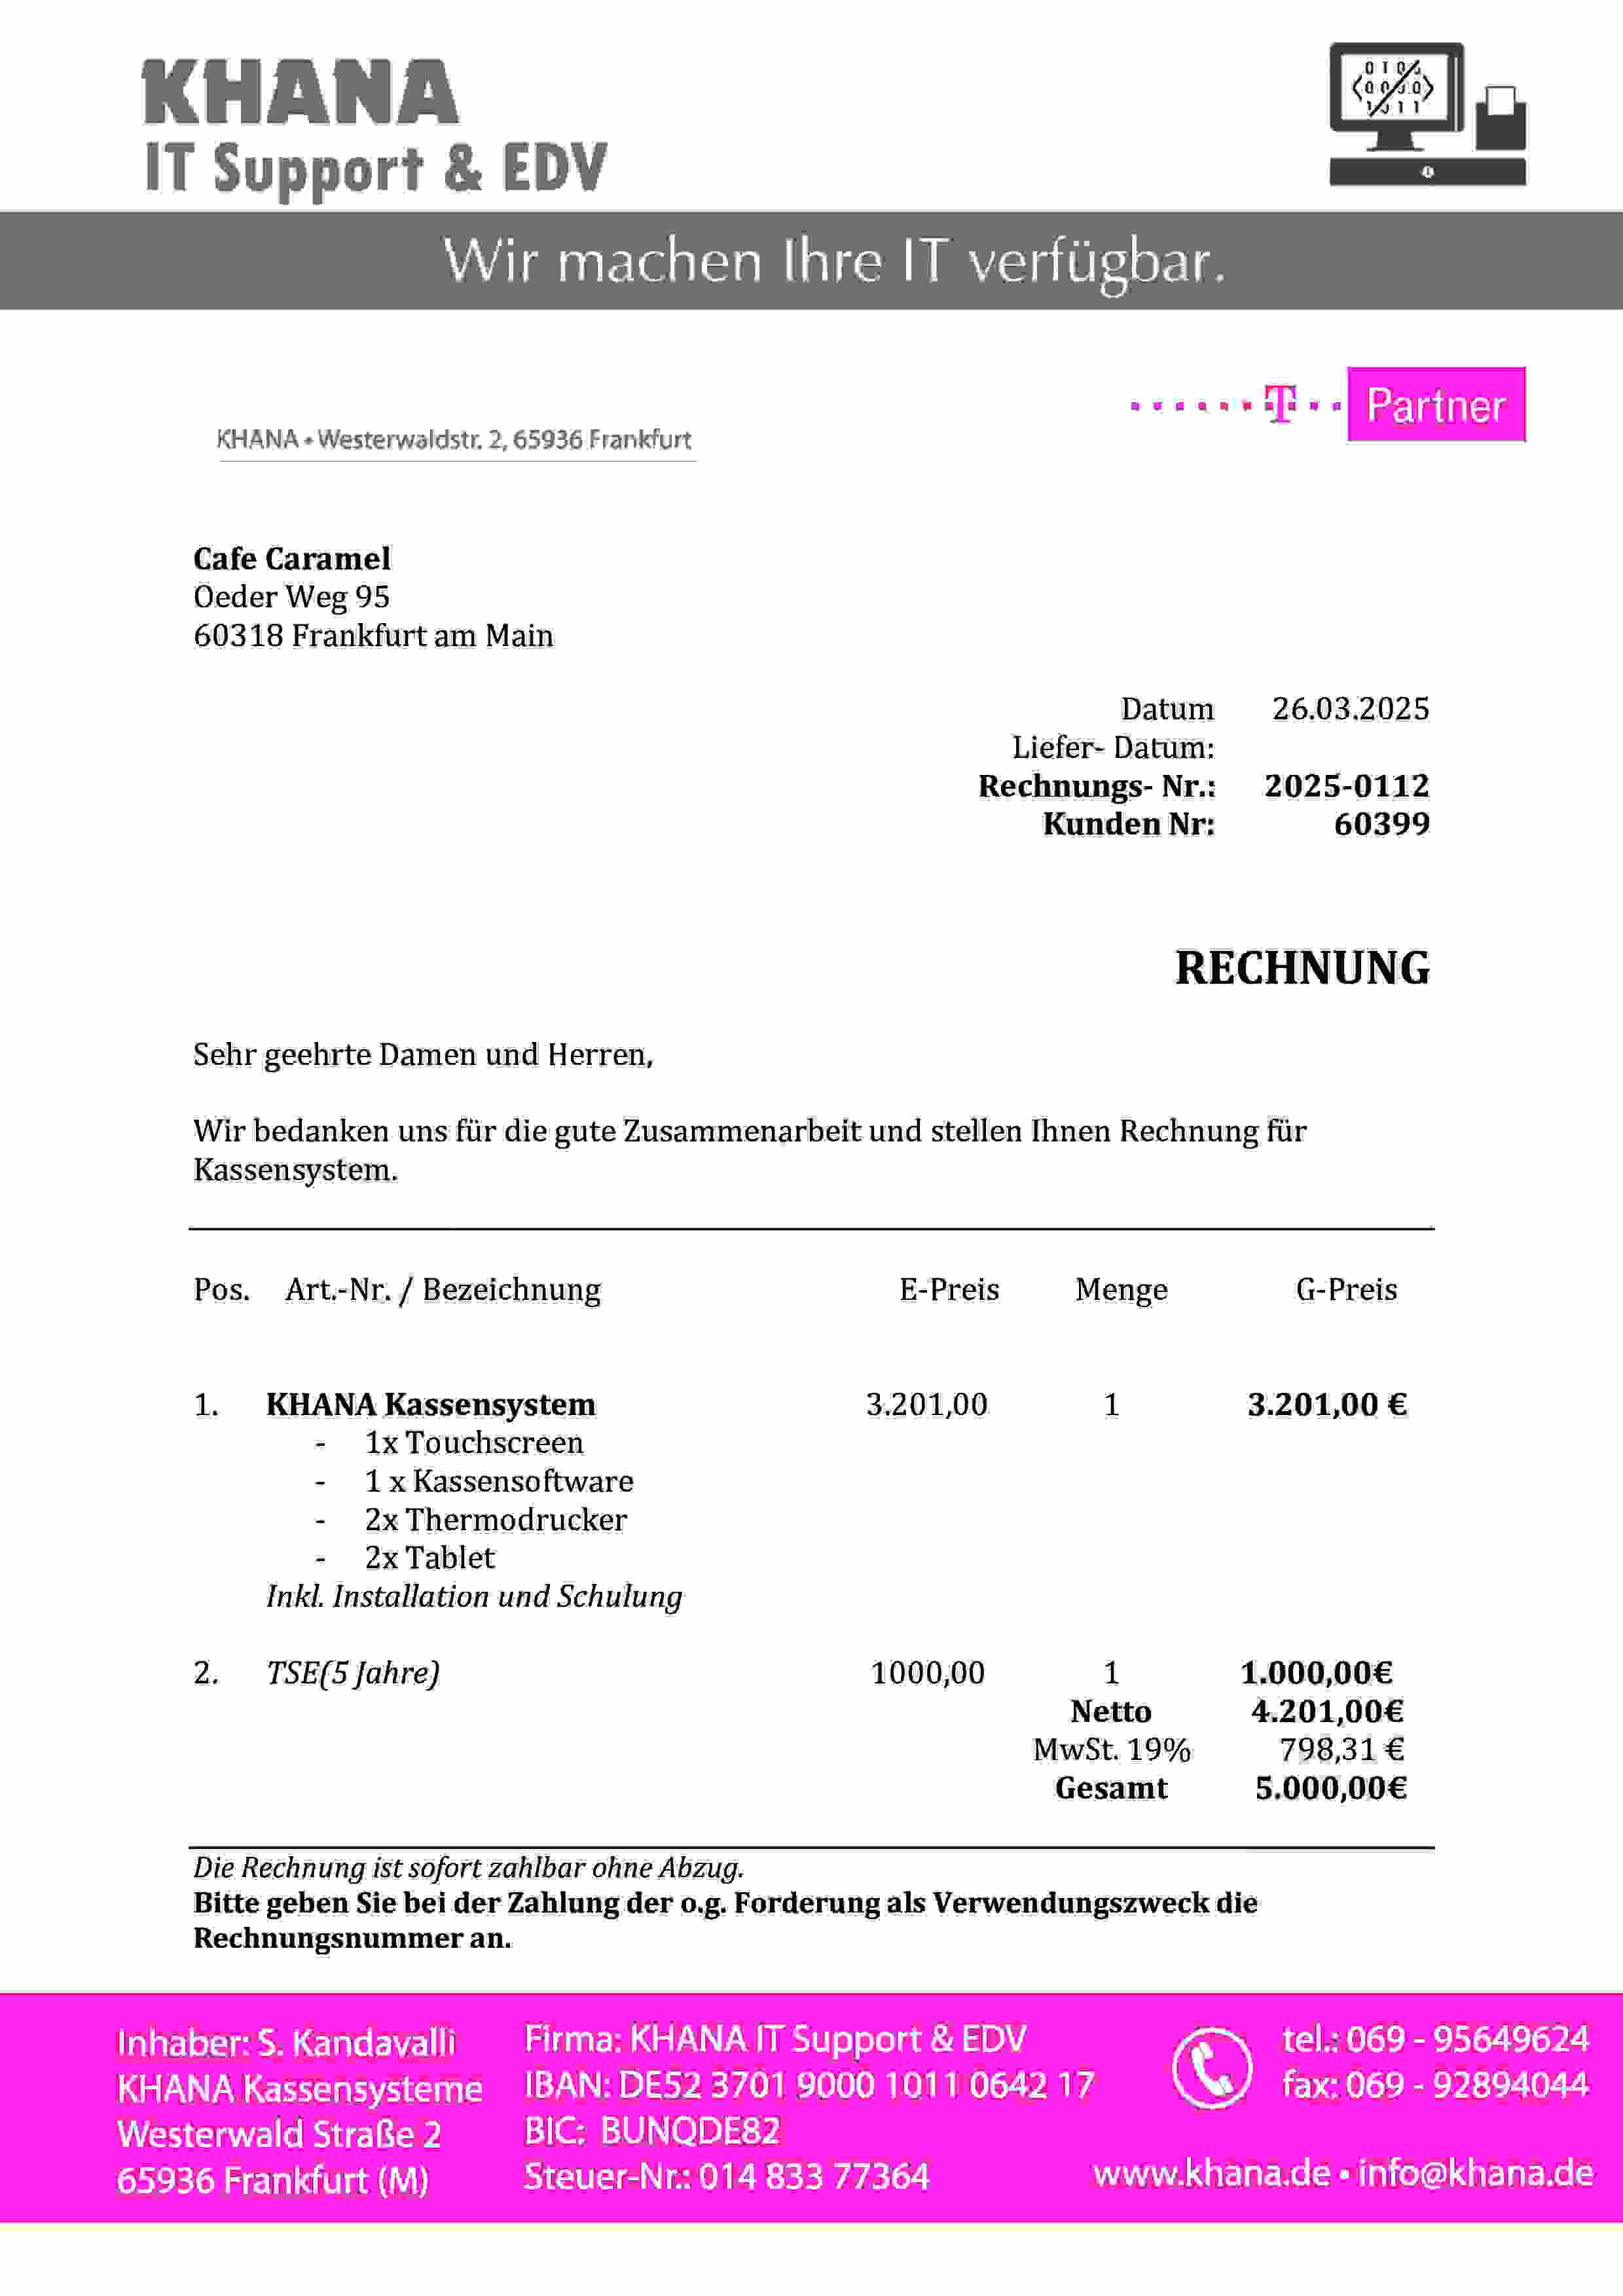 KHANA
IT Support & EDV
Wir machen Ihre IT verfügbar.
T Partner
KHANA • Westerwaldstr. 2, 65936 Frankfurt
Cafe Caramel
Oeder Weg 95
60318 Frankfurt am Main
Datum 26.03.2025
Liefer- Datum:
Rechnungs- Nr.: 2025-0112
Kunden Nr: 60399
RECHNUNG
Sehr geehrte Damen und Herren,
Wir bedanken uns für die gute Zusammenarbeit und stellen Ihnen Rechnung für
Kassensystem.
Pos. Art.-Nr. / Bezeichnung E-Preis Menge G-Preis
1. KHANA Kassensystem 3.201,00 1 3.201,00 €
- 1x Touchscreen
- 1 x Kassensoftware
- 2x Thermodrucker
- 2x Tablet
Inkl. Installation und Schulung
2. TSE(5 Jahre) 1000,00 1 1.000,00€
Netto 4.201,00€
MwSt. 19% 798,31 €
Gesamt 5.000,00€
Die Rechnung ist sofort zahlbar ohne Abzug.
Bitte geben Sie bei der Zahlung der o.g. Forderung als Verwendungszweck die
Rechnungsnummer an.
Inhaber: S. Kandavalli
KHANA Kassensysteme
Westerwald Straße 2
65936 Frankfurt (M)
Firma: KHANA IT Support & EDV
IBAN: DE52 3701 9000 1011 0642 17
BIC: BUNQDE82
Steuer-Nr.: 014 833 77364
tel.: 069 - 95649624
fax: 069 - 92894044
www.khana.de • info@khana.de